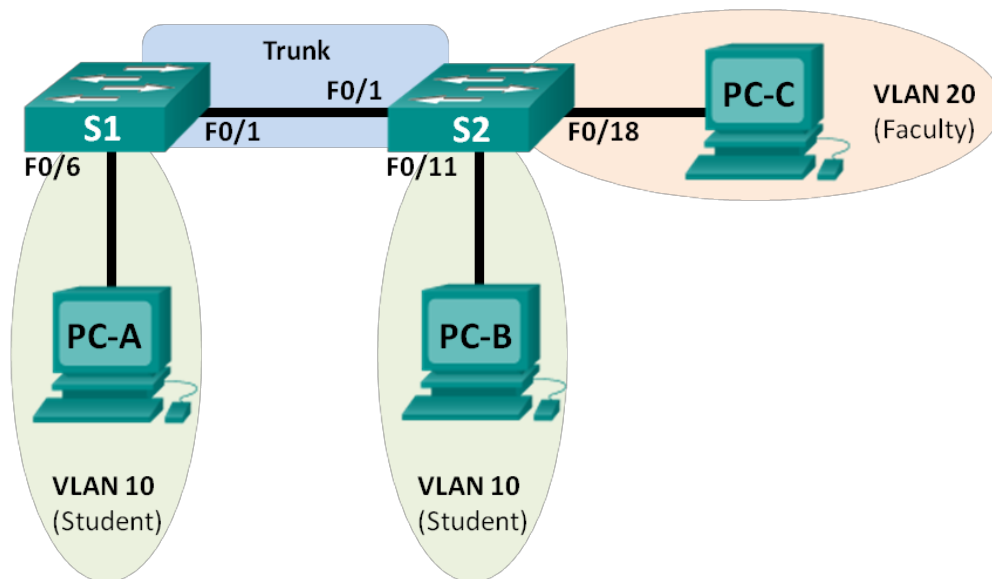 Trunk
F0/1
S1
F0/1
S2
F0/18
PC-C
VLAN 20
(Faculty)
F0/6
F0/11
PC-A
PC-B
VLAN 10
(Student)
VLAN 10
(Student)